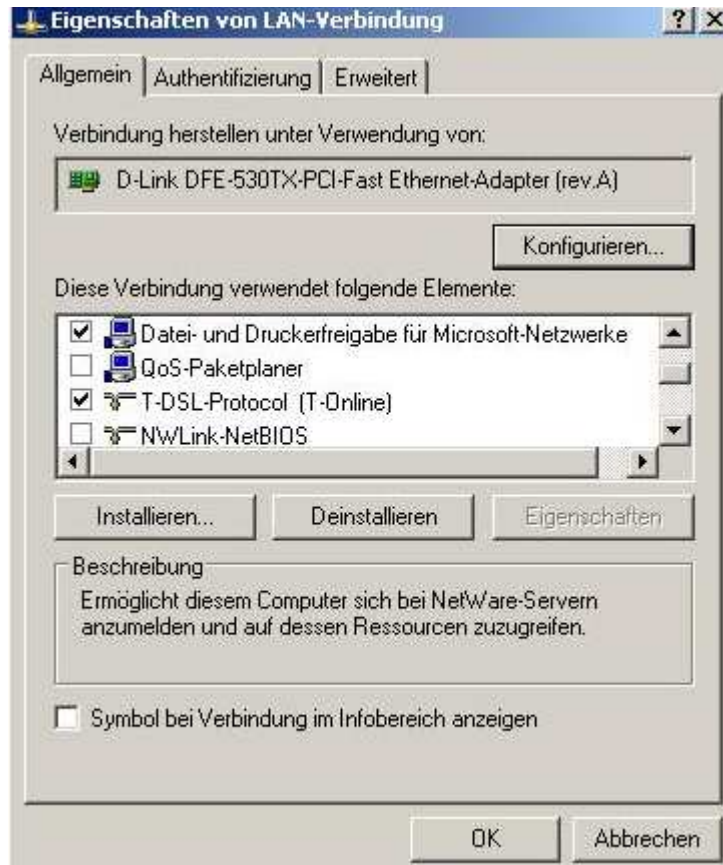 Eigenschaften von LAN-Verbindung
Allgemein Authentifizierung Erweitert
Verbindung herstellen unter Verwendung von:
D-Link DFE-530TX-PCI-Fast Ethernet-Adapter (rev.A)
Konfigurieren...
Diese Verbindung verwendet folgende Elemente:
Datei- und Druckerfreigabe für Microsoft-Netzwerke
QoS-Paketplaner
T-DSL-Protocol (T-Online)
NWLink-NetBIOS
Installieren... Deinstallieren Eigenschaften
Beschreibung
Ermöglicht diesem Computer sich bei NetWare-Servern
anzumelden und auf dessen Ressourcen zuzugreifen.
Symbol bei Verbindung im Infobereich anzeigen
OK Abbrechen